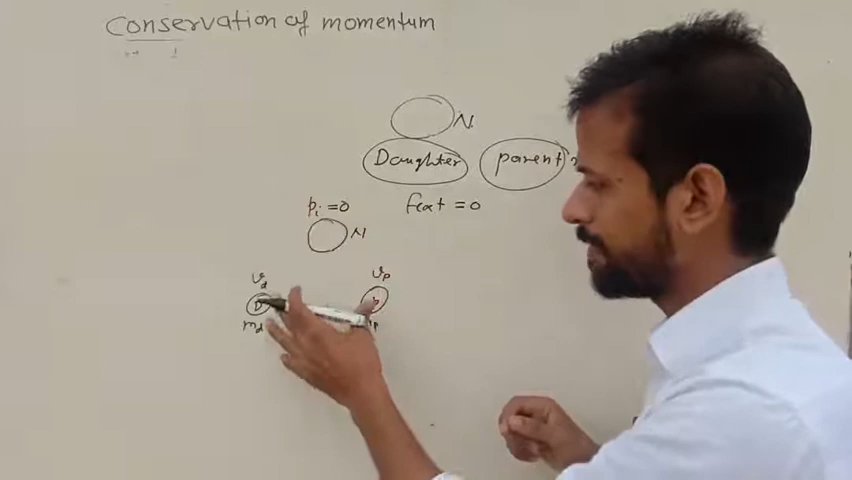 Conservation of momentum
N
Daughter parent
pi = 0 fext = 0
N
vd vp
D p
md